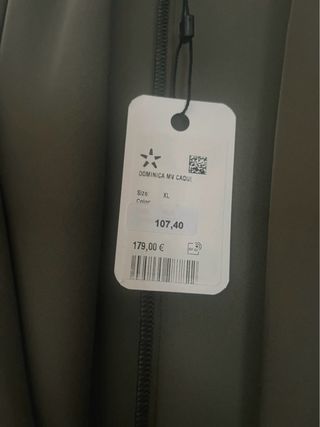 DOMINICA MV CADUI
Size: XL
Color:
107,40
179,00 €